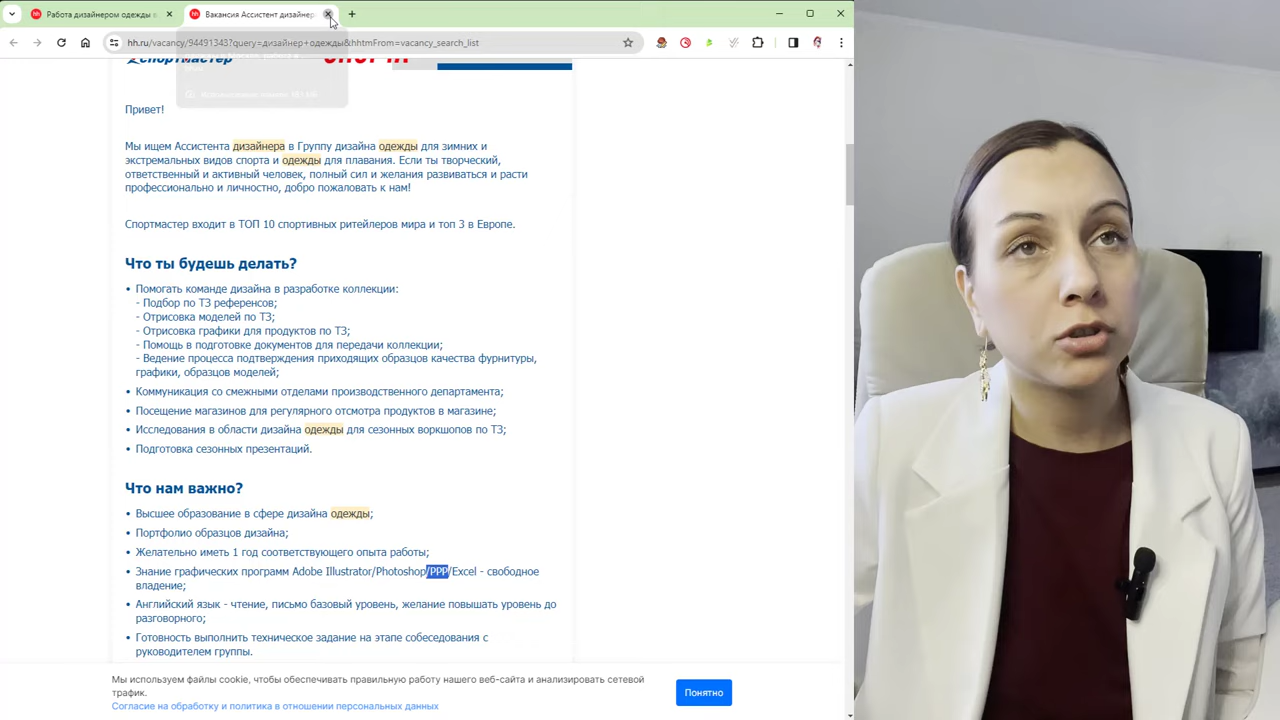 Работа дизайнером одежды в
Вакансия Ассистент дизайнер
hh.ru/vacancy/94491343?query=дизайнер+одежды&hhtmFrom=vacancy_search_list
спортмастер
Привет!
Мы ищем Ассистента дизайнера в Группу дизайна одежды для зимних и
экстремальных видов спорта и одежды для плавания. Если ты творческий,
ответственный и активный человек, полный сил и желания развиваться и расти
профессионально и личностно, добро пожаловать к нам!
Спортмастер входит в ТОП 10 спортивных ритейлеров мира и топ 3 в Европе.
Что ты будешь делать?
• Помогать команде дизайна в разработке коллекции:
- Подбор по ТЗ референсов;
- Отрисовка моделей по ТЗ;
- Отрисовка графики для продуктов по ТЗ;
- Помощь в подготовке документов для передачи коллекции;
- Ведение процесса подтверждения приходящих образцов качества фурнитуры,
графики, образцов моделей;
• Коммуникация со смежными отделами производственного департамента;
• Посещение магазинов для регулярного отсмотра продуктов в магазине;
• Исследования в области дизайна одежды для сезонных воркшопов по ТЗ;
• Подготовка сезонных презентаций.
Что нам важно?
• Высшее образование в сфере дизайна одежды;
• Портфолио образцов дизайна;
• Желательно иметь 1 год соответствующего опыта работы;
• Знание графических программ Adobe Illustrator/Photoshop/PPP/Excel - свободное
владение;
• Английский язык - чтение, письмо базовый уровень, желание повышать уровень до
разговорного;
• Готовность выполнить техническое задание на этапе собеседования с
руководителем группы.
Мы используем файлы cookie, чтобы обеспечивать правильную работу нашего веб-сайта и анализировать сетевой
трафик.
Согласие на обработку и политика в отношении персональных данных
Понятно